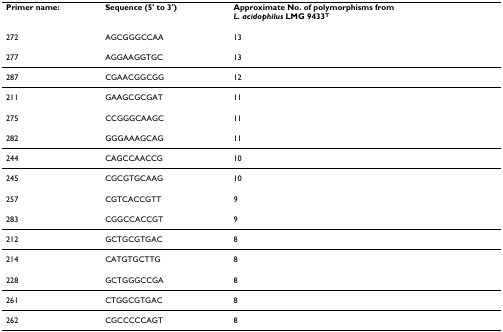 Primer name: Sequence (5' to 3') Approximate No. of polymorphisms from
L. acidophilus LMG 9433T
272 AGCGGGCCAA 13
277 AGGAAGGTGC 13
287 CGAACGGCGG 12
211 GAAGCGCGAT 11
275 CCGGGCAAGC 11
282 GGGAAAGCAG 11
244 CAGCCAACCG 10
245 CGCGTGCAAG 10
257 CGTCACCGTT 9
283 CGGCCACCGT 9
212 GCTGCGTGAC 8
214 CATGTGCTTG 8
228 GCTGGGCCGA 8
261 CTGGCGTGAC 8
262 CGCCCCCAGT 8